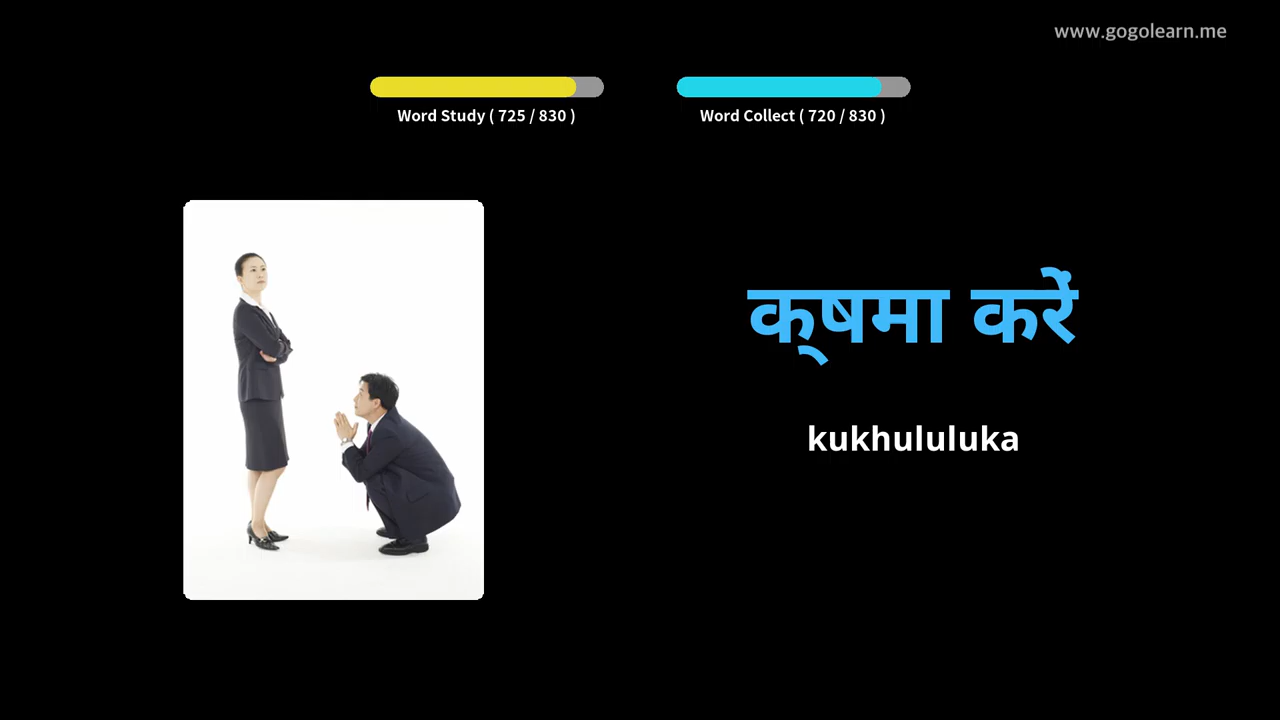 www.gogolearn.me
Word Study ( 725 / 830 )
Word Collect ( 720 / 830 )
क्षमा करें
kukhululuka